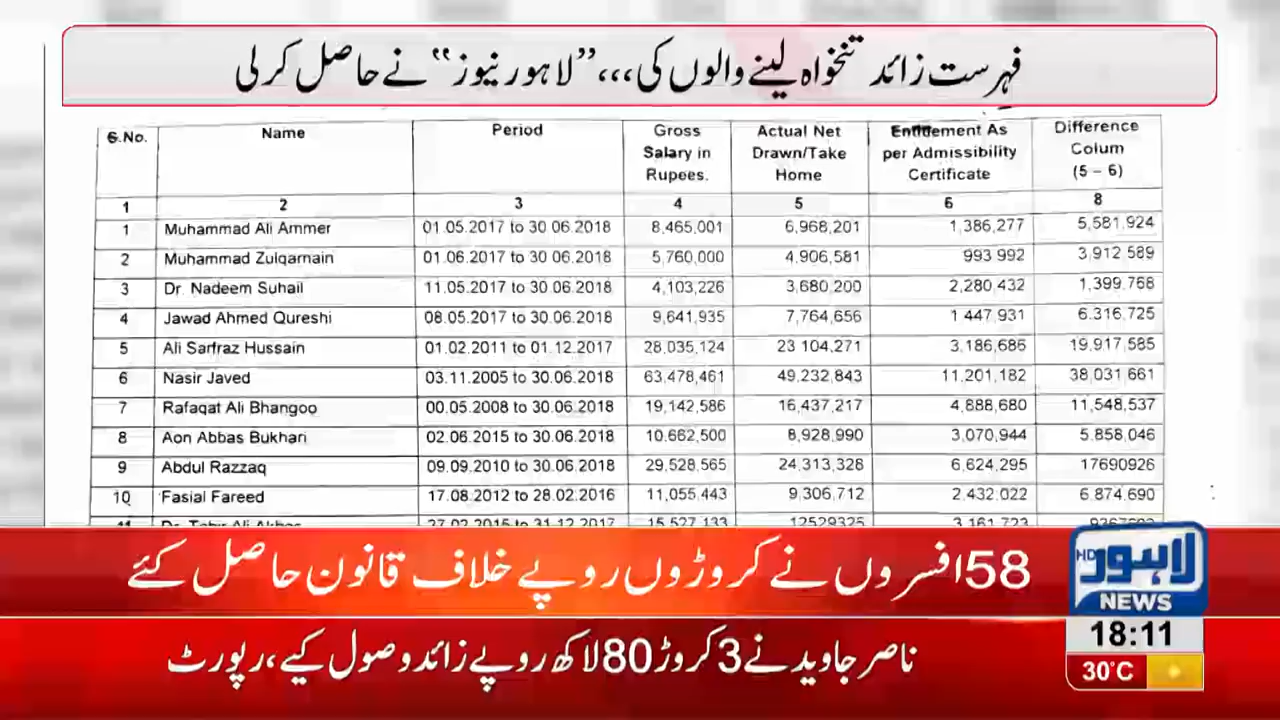 فہرست زائد تنخواہ لینے والوں کی،،، ”لاہور نیوز“ نے حاصل کرلی
S.No. Name Period Gross Salary in Rupees. Actual Net Drawn/Take Home Entitlement As per Admissibility Certificate Difference Colum (5 – 6)
1 2 3 4 5 6 8
1 Muhammad Ali Ammer 01.05.2017 to 30.06.2018 8,465,001 6,968,201 1,386,277 5,581,924
2 Muhammad Zulqarnain 01.06.2017 to 30 06.2018 5,760,000 4,906,581 993 992 3,912 589
3 Dr. Nadeem Suhail 11.05.2017 to 30.06.2018 4,103,226 3,680,200 2,280,432 1,399.768
4 Jawad Ahmed Qureshi 08.05.2017 to 30.06.2018 9,641,935 7,764,656 1 447,931 6.316,725
5 Ali Sarfraz Hussain 01.02.2011 to 01.12.2017 28,035,124 23 104,271 3,186,686 19,917,585
6 Nasir Javed 03.11.2005 to 30.06.2018 63,478,461 49,232,843 11,201,182 38,031,661
7 Rafaqat Ali Bhangoo 00.05.2008 to 30.06.2018 19,142,586 16,437,217 4,888,680 11,548,537
8 Aon Abbas Bukhari 02.06.2015 to 30.06.2018 10.662,500 8,928,990 3,070,944 5.858,046
9 Abdul Razzaq 09.09.2010 to 30.06.2018 29,528,565 24,313,328 6,624,295 17690926
10 Fasial Fareed 17.08.2012 to 28.02.2016 11,055,443 9,306,712 2,432,022 6,874,690
11 Dr. Tahir Ali Akbar 27.02.2015 to 31.12.2017 15,527,133 12529325 3,161,723
58 افسروں نے کروڑوں روپے خلاف قانون حاصل کئے
ناصر جاوید نے 3 کروڑ 80 لاکھ روپے زائد وصول کیے، رپورٹ
HD لاہور
NEWS
18:11
30°C